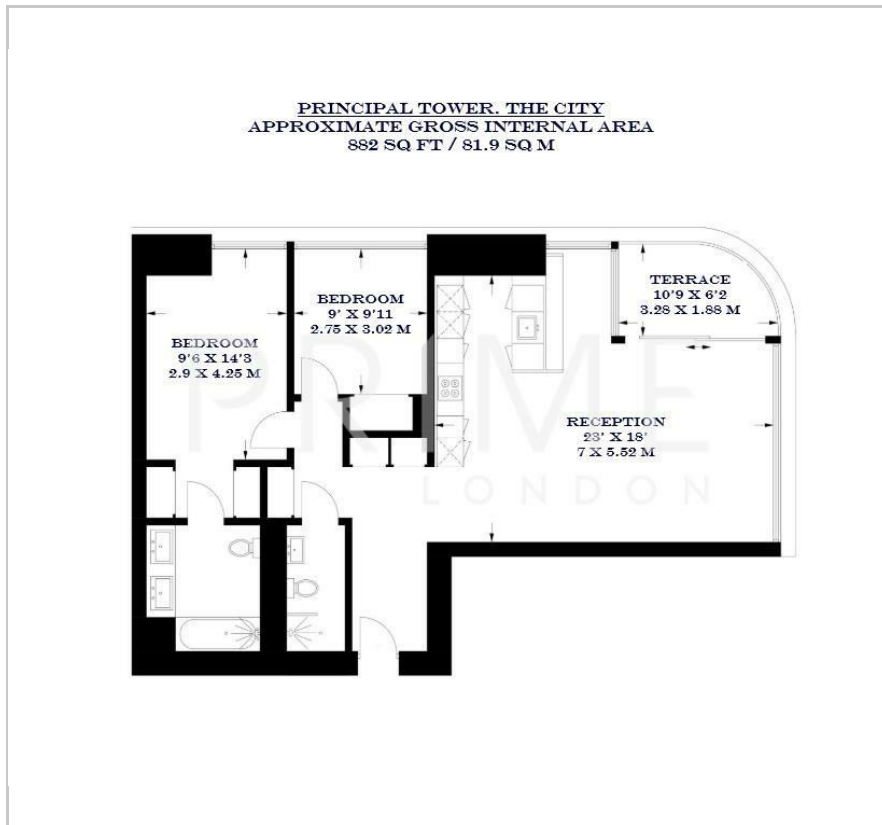 PRINCIPAL TOWER. THE CITY
APPROXIMATE GROSS INTERNAL AREA
882 SQ FT / 81.9 SQ M
TERRACE
10'9 X 6'2
3.28 X 1.88 M
BEDROOM
9' X 9'11
2.75 X 3.02 M
BEDROOM
9'6 X 14'3
2.9 X 4.25 M
RECEPTION
23' X 18'
7 X 5.52 M
PRIME
LONDON